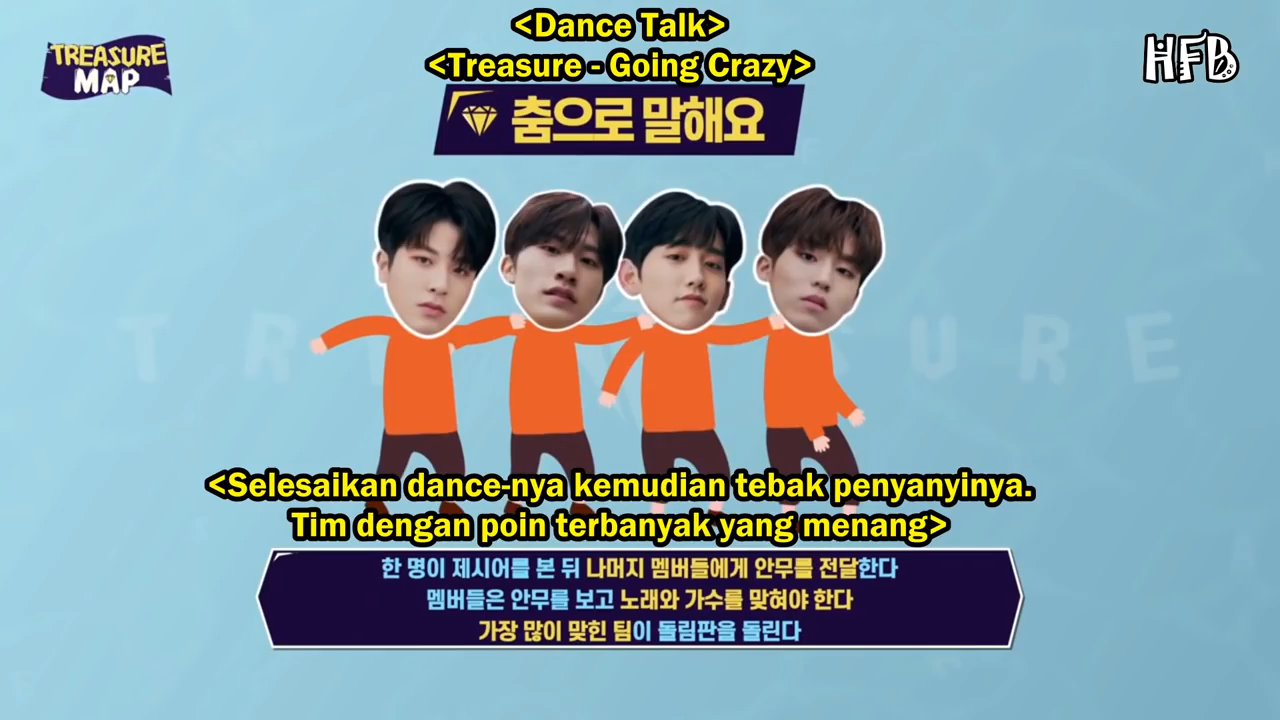 <Dance Talk>
<Treasure - Going Crazy>
TREASURE
MAP
HFB
춤으로 말해요
TREASURE
<Selesaikan dance-nya kemudian tebak penyanyinya.
Tim dengan poin terbanyak yang menang>
한 명이 제시어를 본 뒤 나머지 멤버들에게 안무를 전달한다
멤버들은 안무를 보고 노래와 가수를 맞혀야 한다
가장 많이 맞힌 팀이 돌림판을 돌린다